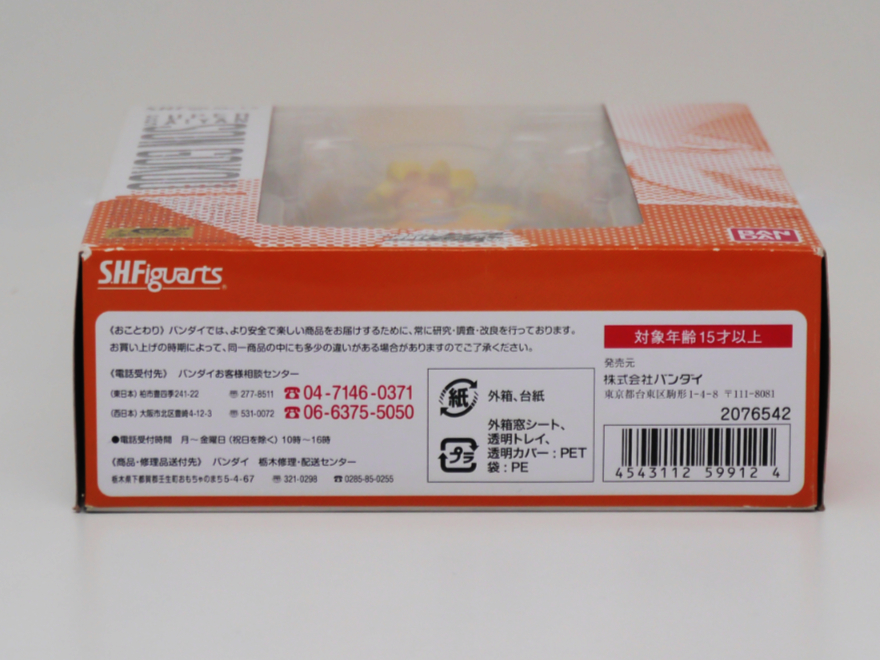 S.H.Figuarts
BANDAI
S.H.Figuarts
《おことわり》 バンダイでは、より安全で楽しい商品をお届けするために、常に研究・調査・改良を行っております。
お買い上げの時期によって、同一商品の中にも多少の違いがある場合がありますのでご了承ください。
《電話受付先》 バンダイお客様相談センター
(東日本) 柏市豊四季241-22 〠 277-8511 ☎ 04-7146-0371
(西日本) 大阪市北区豊崎4-12-3 〠 531-0072 ☎ 06-6375-5050
●電話受付時間 月〜金曜日 (祝日を除く) 10時〜16時
《商品・修理品送付先》 バンダイ 栃木修理・配送センター
栃木県下都賀郡壬生町おもちゃのまち5-4-67 〠 321-0298 ☎ 0285-85-0255
紙 外箱、台紙
プラ
外箱窓シート、
透明トレイ、
透明カバー : PET
袋 : PE
対象年齢15才以上
発売元
株式会社バンダイ
東京都台東区駒形1-4-8 〒111-8081
2076542
4543112 59912 4